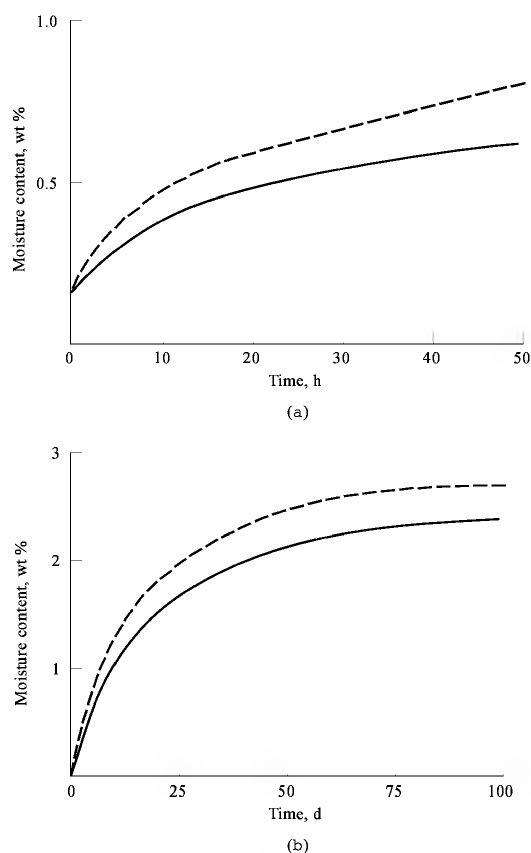 1.0
0.5
Moisture content, wt %
0 10 20 30 40 50
Time, h
(a)
3
2
1
Moisture content, wt %
0 25 50 75 100
Time, d
(b)